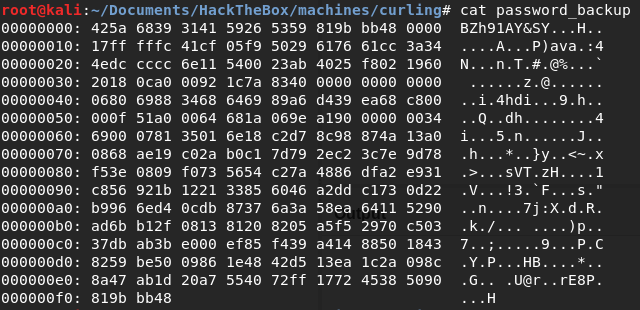 root@kali:~/Documents/HackTheBox/machines/curling# cat password_backup
00000000: 425a 6839 3141 5926 5359 819b bb48 0000  BZh91AY&SY...H..
00000010: 17ff fffc 41cf 05f9 5029 6176 61cc 3a34  ....A...P)ava.:4
00000020: 4edc cccc 6e11 5400 23ab 4025 f802 1960  N...n.T.#.@%...`
00000030: 2018 0ca0 0092 1c7a 8340 0000 0000 0000   ......z.@......
00000040: 0680 6988 3468 6469 89a6 d439 ea68 c800  ..i.4hdi...9.h..
00000050: 000f 51a0 0064 681a 069e a190 0000 0034  ..Q..dh........4
00000060: 6900 0781 3501 6e18 c2d7 8c98 874a 13a0  i...5.n......J..
00000070: 0868 ae19 c02a b0c1 7d79 2ec2 3c7e 9d78  .h...*..}y..<~.x
00000080: f53e 0809 f073 5654 c27a 4886 dfa2 e931  .>...sVT.zH....1
00000090: c856 921b 1221 3385 6046 a2dd c173 0d22  .V...!3.`F...s."
000000a0: b996 6ed4 0cdb 8737 6a3a 58ea 6411 5290  ..n....7j:X.d.R.
000000b0: ad6b b12f 0813 8120 8205 a5f5 2970 c503  .k./... ....)p..
000000c0: 37db ab3b e000 ef85 f439 a414 8850 1843  7..;.....9...P.C
000000d0: 8259 be50 0986 1e48 42d5 13ea 1c2a 098c  .Y.P...HB....*..
000000e0: 8a47 ab1d 20a7 5540 72ff 1772 4538 5090  .G.. .U@r..rE8P.
000000f0: 819b bb48                                ...H